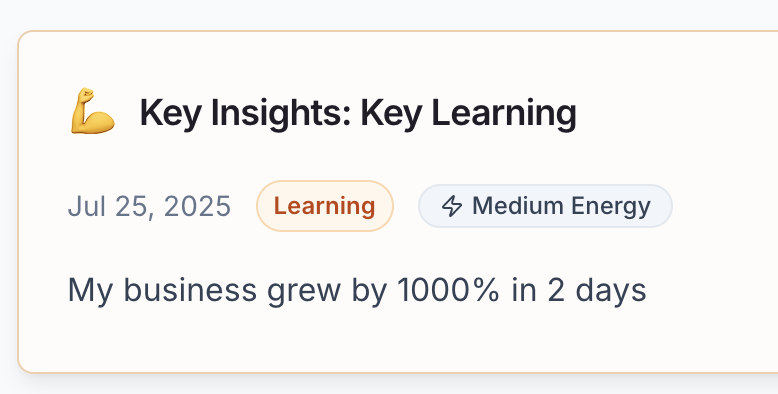 💪 Key Insights: Key Learning
Jul 25, 2025 Learning Medium Energy
My business grew by 1000% in 2 days